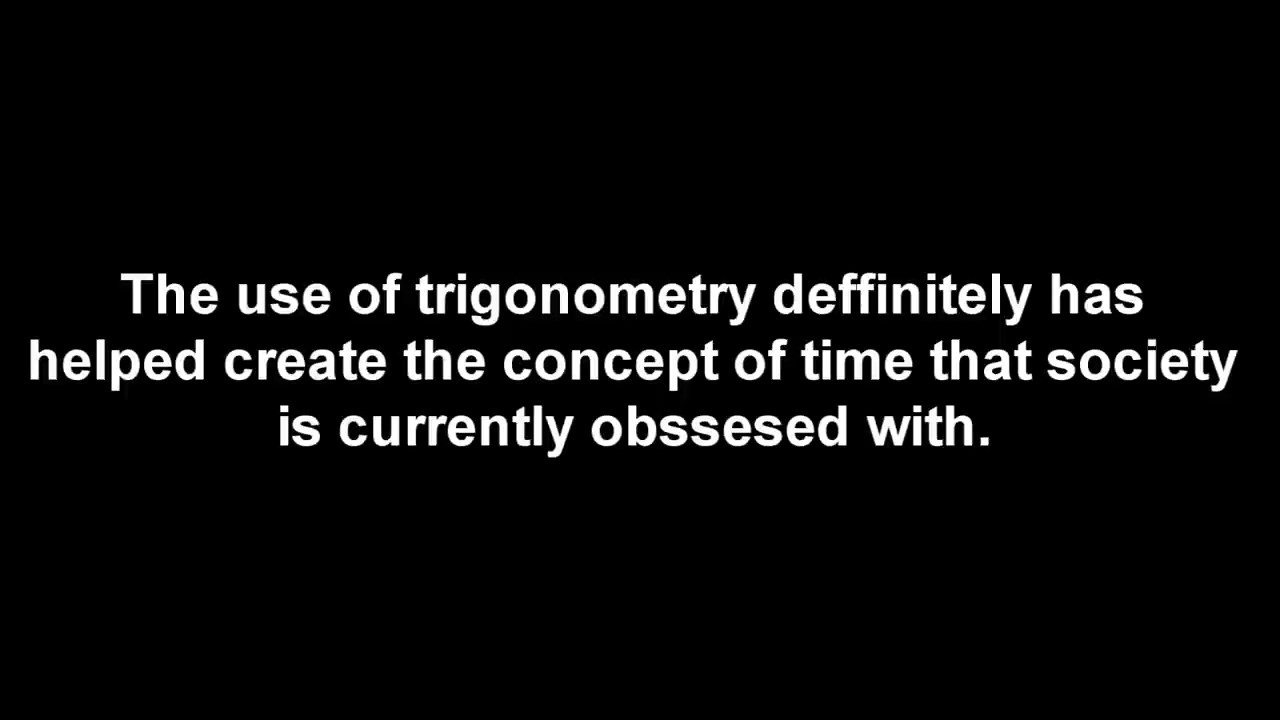 The use of trigonometry deffinitely has
helped create the concept of time that society
is currently obssesed with.